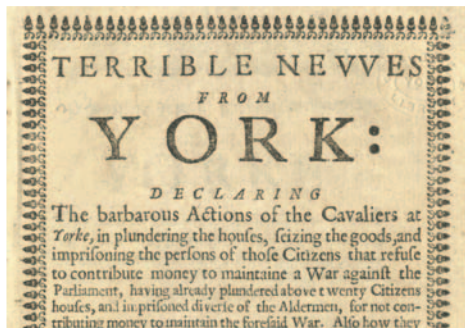 TERRIBLE NEVVES
FROM
YORK:
DECLARING
The barbarous Actions of the Cavaliers at
Yorke, in plundering the houſes, ſeizing the goods, and
impriſoning the perſons of thoſe Citizens that refuſe
to contribute money to maintaine a War againſt the
Parliament, having already plundered above twenty Citizens
houſes, and impriſoned diverſe of the Aldermen, for not con-
tributing money to maintain the foreſaid War. Alſo how they